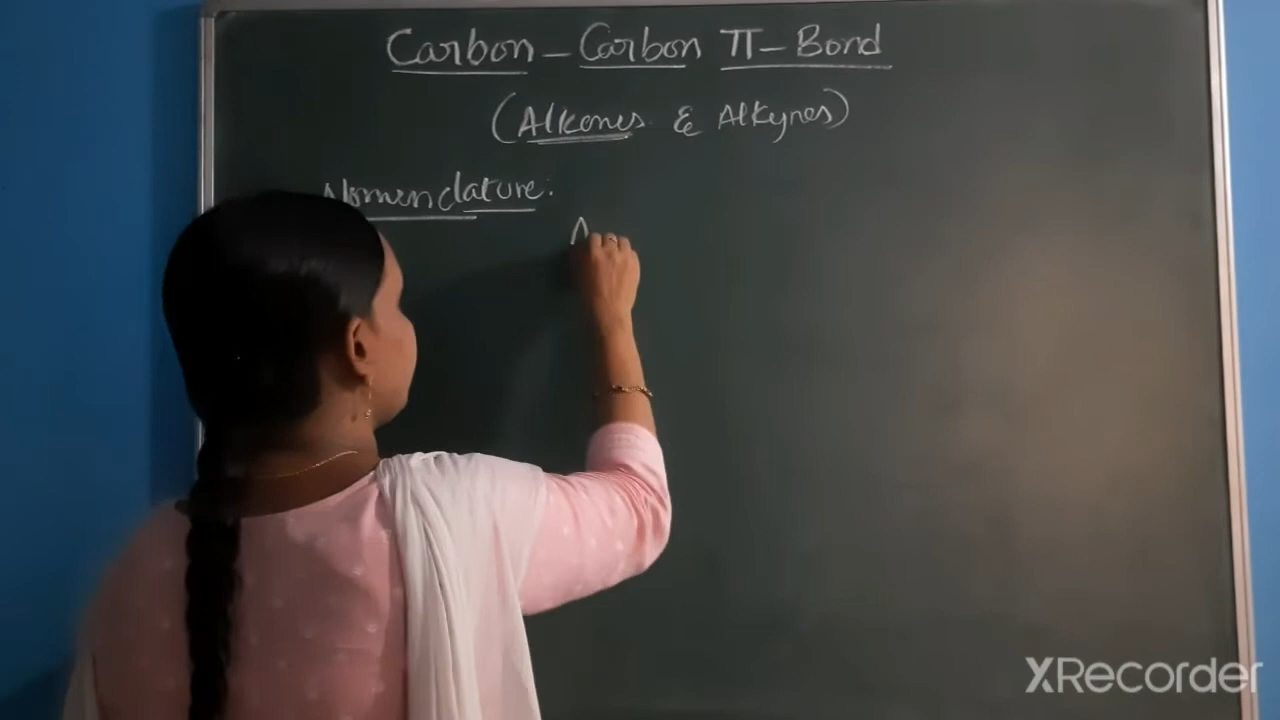 Carbon - Carbon π - Bond
(Alkenes & Alkynes)
Nomenclature:
A
XRecorder